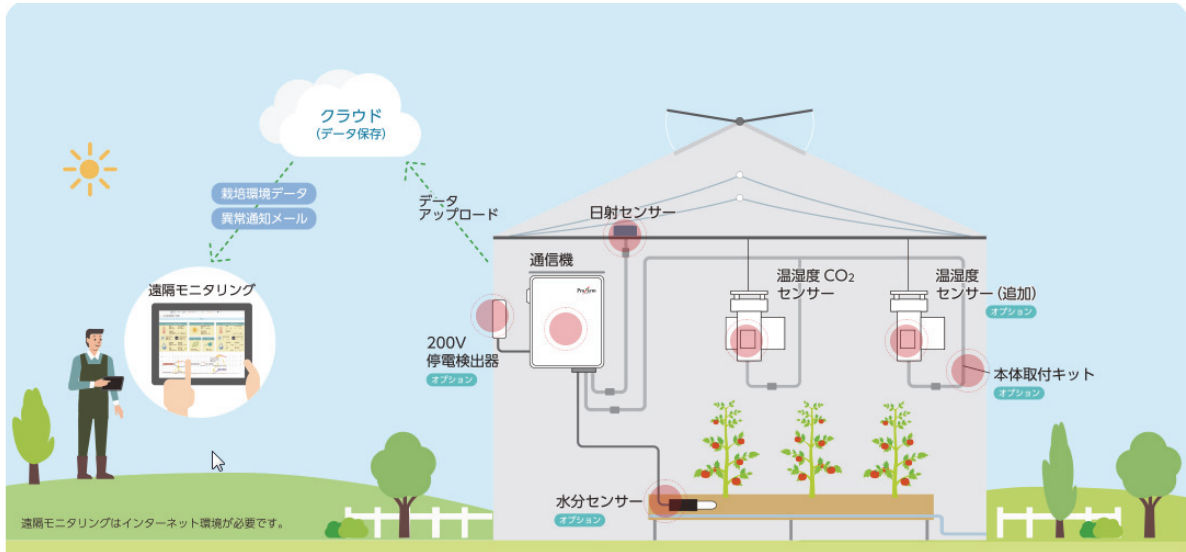 クラウド
(データ保存)
栽培環境データ
異常通知メール
データ
アップロード
遠隔モニタリング
日射センサー
通信機
Profarm
温湿度 CO₂
センサー
温湿度
センサー(追加)
オプション
200V
停電検出器
オプション
本体取付キット
オプション
水分センサー
オプション
遠隔モニタリングはインターネット環境が必要です。